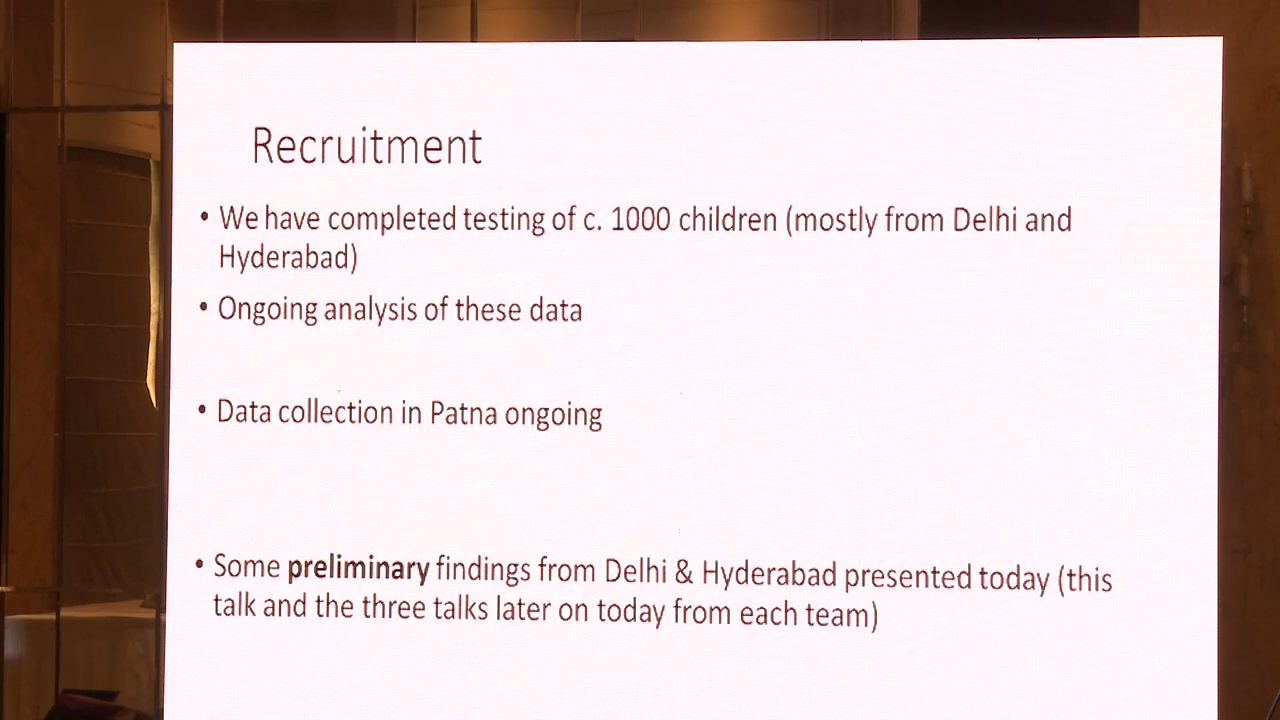 Recruitment
• We have completed testing of c. 1000 children (mostly from Delhi and
Hyderabad)
• Ongoing analysis of these data
• Data collection in Patna ongoing
• Some preliminary findings from Delhi & Hyderabad presented today (this
talk and the three talks later on today from each team)